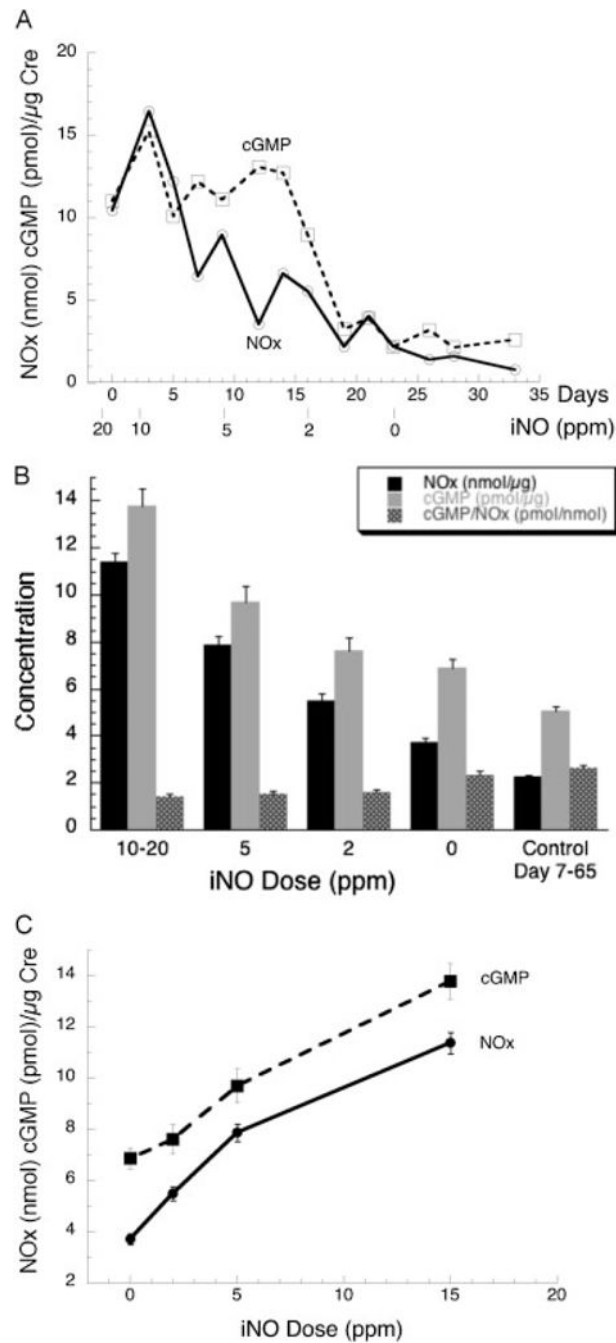 A
NOx (nmol) cGMP (pmol)/µg Cre
20
15
10
5
0
cGMP
NOx
0 5 10 15 20 25 30 35 Days
20 10 5 2 0 iNO (ppm)
B
NOx (nmol/µg)
cGMP (pmol/µg)
cGMP/NOx (pmol/nmol)
Concentration
14
12
10
8
6
4
2
0
10-20 5 2 0 Control
Day 7-65
iNO Dose (ppm)
C
NOx (nmol) cGMP (pmol)/µg Cre
14
12
10
8
6
4
2
cGMP
NOx
0 5 10 15 20
iNO Dose (ppm)